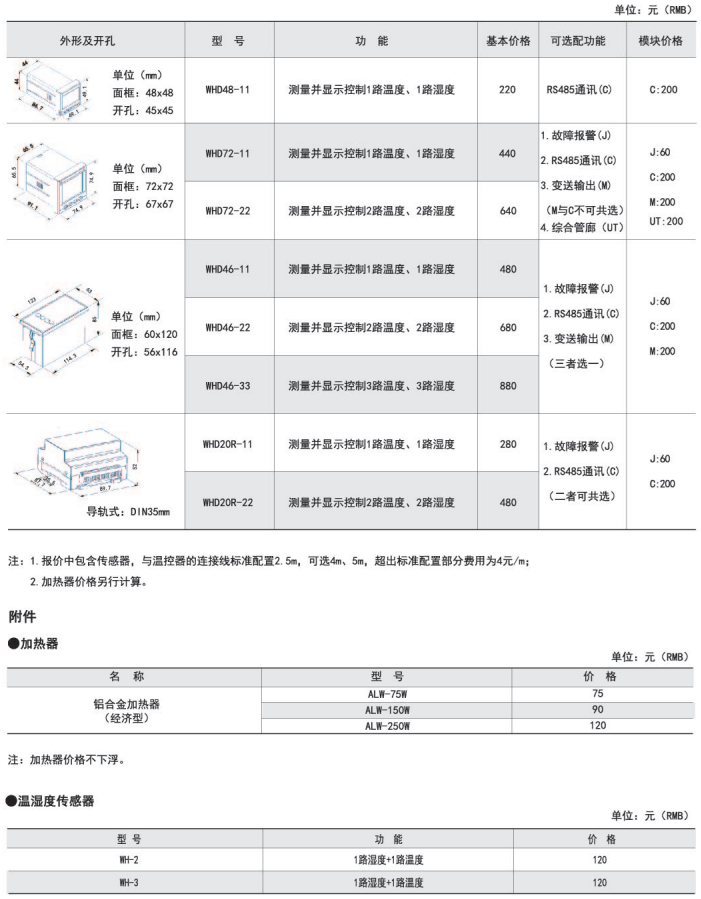 单位：元（RMB）
外形及开孔 型 号 功 能 基本价格 可选配功能 模块价格
单位（mm）
面框：48x48
开孔：45x45
WHD48-11 测量并显示控制1路温度、1路湿度 220 RS485通讯(C) C:200
单位（mm）
面框：72x72
开孔：67x67
WHD72-11 测量并显示控制1路温度、1路湿度 440
WHD72-22 测量并显示控制2路温度、2路湿度 640
1.故障报警(J)
2.RS485通讯(C)
3.变送输出(M)
（M与C不可共选）
4.综合管廊（UT）
J:60
C:200
M:200
UT:200
单位（mm）
面框：60x120
开孔：56x116
WHD46-11 测量并显示控制1路温度、1路湿度 480
WHD46-22 测量并显示控制2路温度、2路湿度 680
WHD46-33 测量并显示控制3路温度、3路湿度 880
1.故障报警(J)
2.RS485通讯(C)
3.变送输出(M)
（三者选一）
J:60
C:200
M:200
导轨式：DIN35mm
WHD20R-11 测量并显示控制1路温度、1路湿度 280
WHD20R-22 测量并显示控制2路温度、2路湿度 480
1.故障报警(J)
2.RS485通讯(C)
（二者可共选）
J:60
C:200
注：1.报价中包含传感器，与温控器的连接线标准配置2.5m，可选4m、5m，超出标准配置部分费用为4元/m；
2.加热器价格另行计算。
附件
●加热器
单位：元（RMB）
名 称 型 号 价 格
铝合金加热器
（经济型）
ALW-75W 75
ALW-150W 90
ALW-250W 120
注：加热器价格不下浮。
●温湿度传感器
单位：元（RMB）
型 号 功 能 价 格
WH-2 1路湿度+1路温度 120
WH-3 1路湿度+1路温度 120